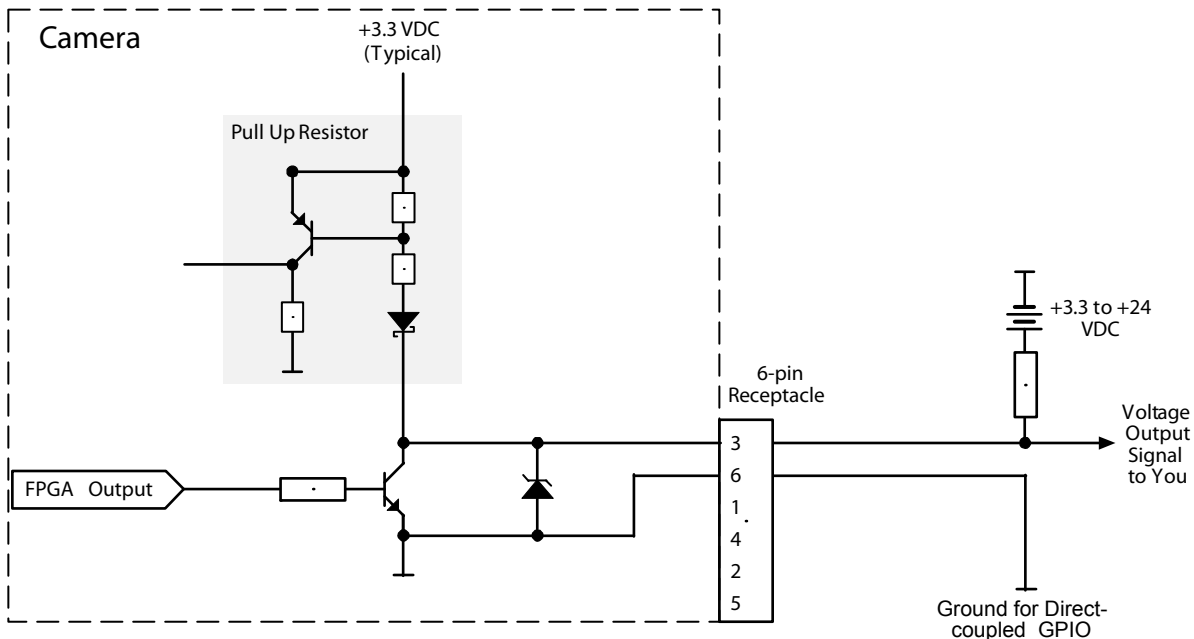 Camera
+3.3 VDC
(Typical)
Pull Up Resistor
+3.3 to +24
VDC
6-pin
Receptacle
Voltage
Output
Signal
to You
3
6
1
4
2
5
FPGA Output
Ground for Direct-
coupled GPIO